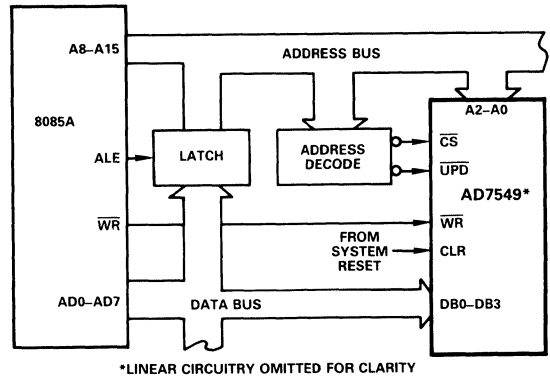 A8–A15
ADDRESS BUS
8085A
A2–A0
ALE
LATCH
ADDRESS
DECODE
CS
UPD
AD7549*
WR
WR
FROM
SYSTEM
RESET
CLR
AD0–AD7
DATA BUS
DB0–DB3
*LINEAR CIRCUITRY OMITTED FOR CLARITY